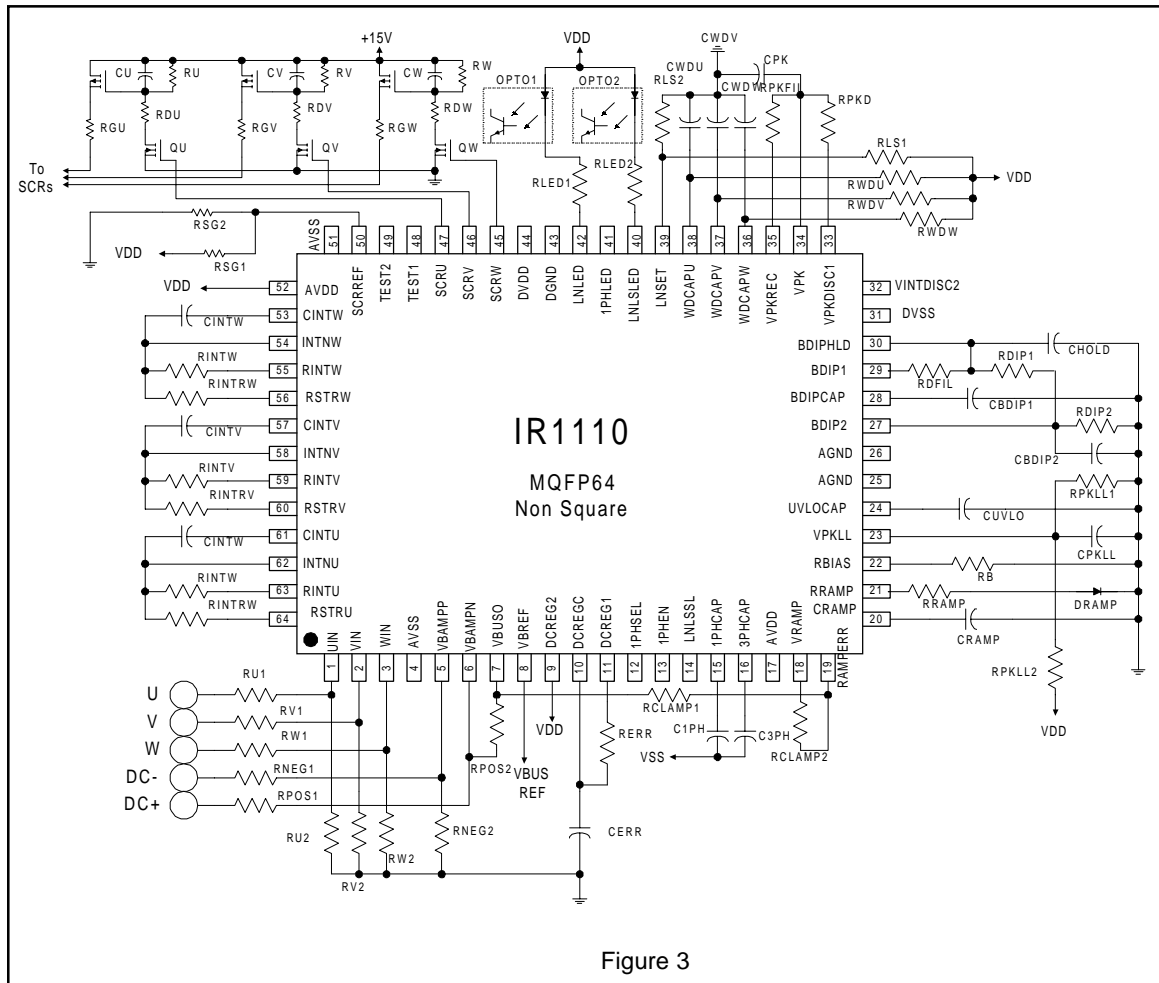 +15V
VDD
CWDV
CU
RU
CV
RV
CW
RW
OPTO1
OPTO2
RLS2
CWDU
CPK
CWDW
RPKFIL
RPKD
RDU
RDV
RDW
RGU
RGV
RGW
QU
QV
QW
To
SCRs
RLED1
RLED2
RLS1
RWDU
VDD
RWDV
RWDW
RSG2
VDD
RSG1
AVSS
51
50
49
48
47
46
45
44
43
42
41
40
39
38
37
36
35
34
33
SCRREF
TEST2
TEST1
SCRU
SCRV
SCRW
DVDD
DGND
LNLED
1PHLED
LNLSLED
LNSET
WDCAPU
WDCAPV
WDCAPW
VPKREC
VPK
VPKDISC1
VDD
52
AVDD
CINTW
53
CINTW
54
INTNW
RINTW
55
RINTW
RINTRW
56
RSTRW
CINTV
57
CINTV
58
INTNV
RINTV
59
RINTV
RINTRV
60
RSTRV
CINTW
61
CINTU
62
INTNU
RINTW
63
RINTU
RINTRW
64
RSTRU
IR1110
MQFP64
Non Square
32
VINTDISC2
31
DVSS
BDIPHLD
30
CHOLD
BDIP1
29
RDFIL
RDIP1
BDIPCAP
28
CBDIP1
BDIP2
27
RDIP2
AGND
26
CBDIP2
AGND
25
RPKLL1
UVLOCAP
24
CUVLO
VPKLL
23
CPKLL
RBIAS
22
RB
RRAMP
21
RRAMP
DRAMP
CRAMP
20
CRAMP
RPKLL2
VDD
UIN
VIN
WIN
AVSS
VBAMPP
VBAMPN
VBUSO
VBREF
DCREG2
DCREGC
DCREG1
1PHSEL
1PHEN
LNLSSL
1PHCAP
3PHCAP
AVDD
VRAMP
RAMPERR
1
2
3
4
5
6
7
8
9
10
11
12
13
14
15
16
17
18
19
U
RU1
V
RV1
W
RW1
DC-
RNEG1
DC+
RPOS1
RPOS2
VBUS
REF
VDD
RERR
RCLAMP1
C1PH
C3PH
VSS
RCLAMP2
RU2
RV2
RW2
RNEG2
CERR
Figure 3